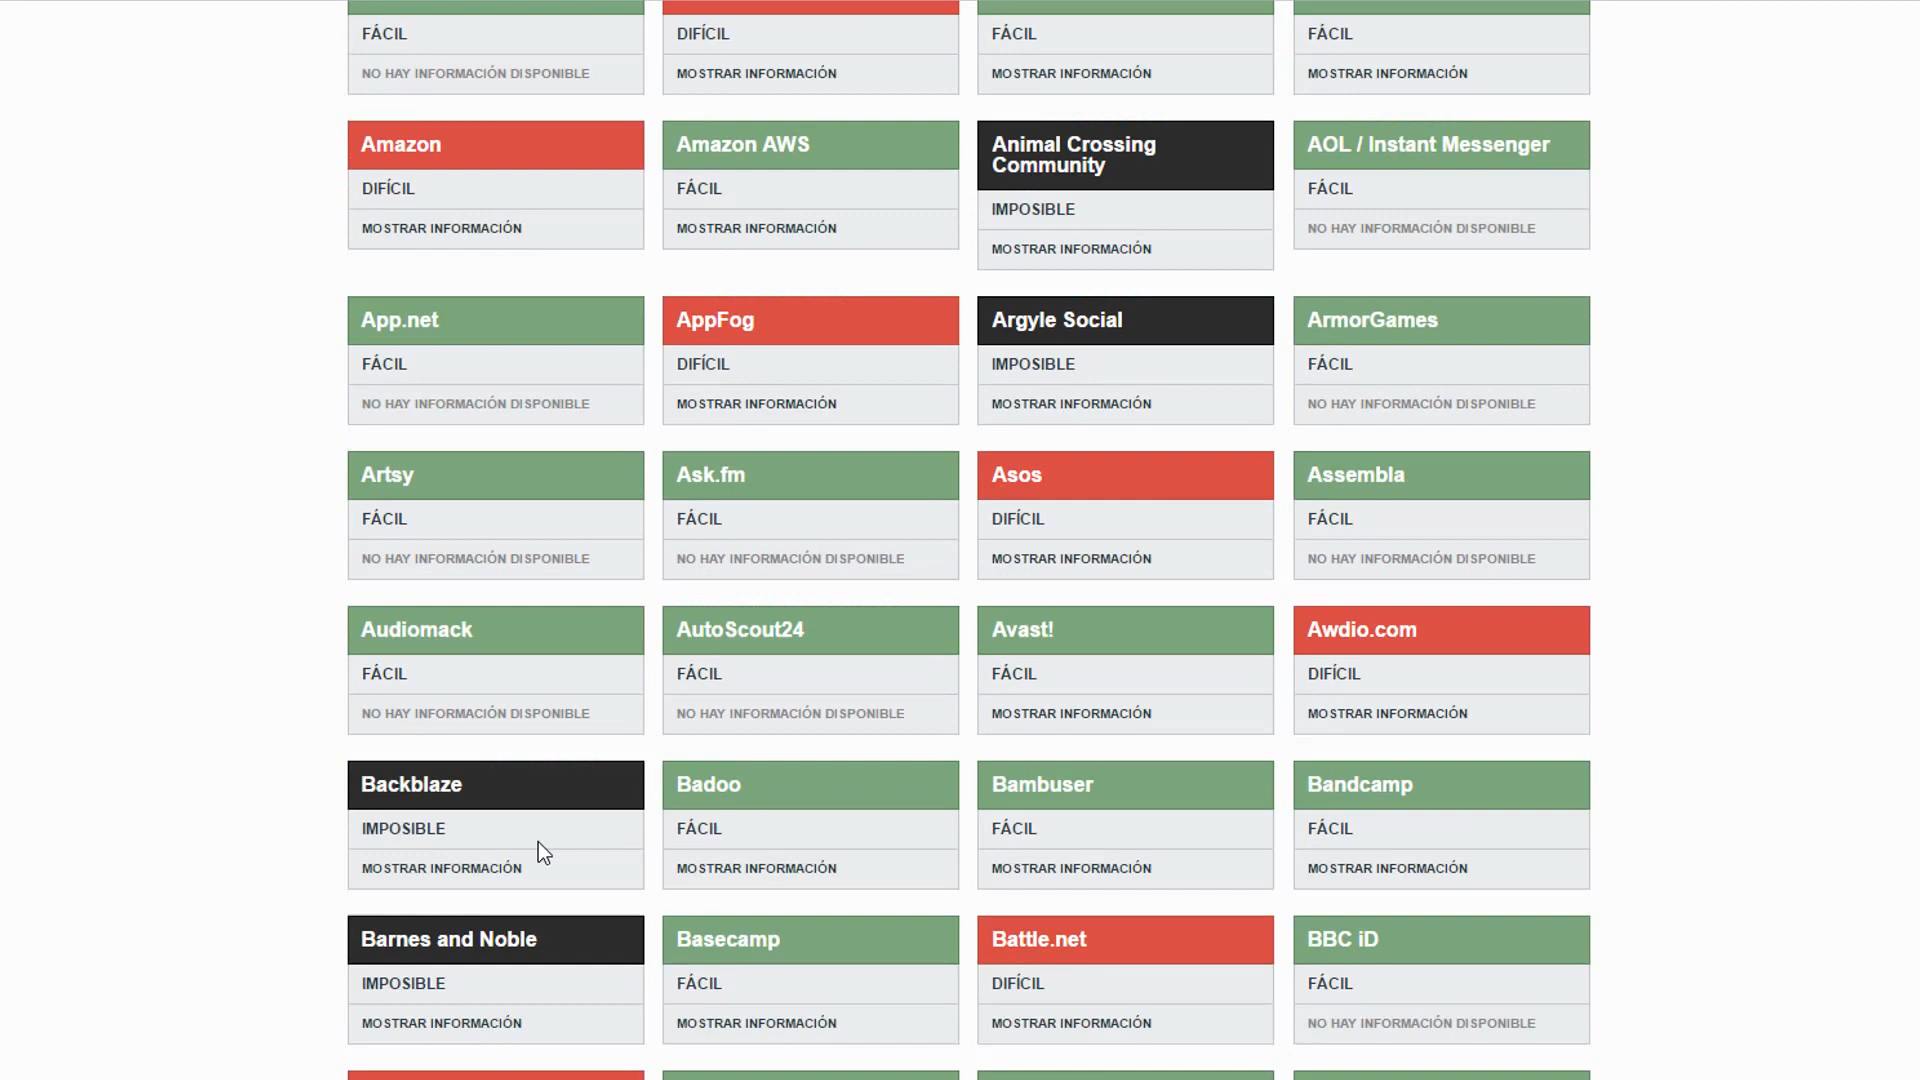 FÁCIL
NO HAY INFORMACIÓN DISPONIBLE
DIFÍCIL
MOSTRAR INFORMACIÓN
FÁCIL
MOSTRAR INFORMACIÓN
FÁCIL
MOSTRAR INFORMACIÓN
Amazon
DIFÍCIL
MOSTRAR INFORMACIÓN
Amazon AWS
FÁCIL
MOSTRAR INFORMACIÓN
Animal Crossing
Community
IMPOSIBLE
MOSTRAR INFORMACIÓN
AOL / Instant Messenger
FÁCIL
NO HAY INFORMACIÓN DISPONIBLE
App.net
FÁCIL
NO HAY INFORMACIÓN DISPONIBLE
AppFog
DIFÍCIL
MOSTRAR INFORMACIÓN
Argyle Social
IMPOSIBLE
MOSTRAR INFORMACIÓN
ArmorGames
FÁCIL
NO HAY INFORMACIÓN DISPONIBLE
Artsy
FÁCIL
NO HAY INFORMACIÓN DISPONIBLE
Ask.fm
FÁCIL
NO HAY INFORMACIÓN DISPONIBLE
Asos
DIFÍCIL
MOSTRAR INFORMACIÓN
Assembla
FÁCIL
NO HAY INFORMACIÓN DISPONIBLE
Audiomack
FÁCIL
NO HAY INFORMACIÓN DISPONIBLE
AutoScout24
FÁCIL
NO HAY INFORMACIÓN DISPONIBLE
Avast!
FÁCIL
MOSTRAR INFORMACIÓN
Awdio.com
DIFÍCIL
MOSTRAR INFORMACIÓN
Backblaze
IMPOSIBLE
MOSTRAR INFORMACIÓN
Badoo
FÁCIL
MOSTRAR INFORMACIÓN
Bambuser
FÁCIL
MOSTRAR INFORMACIÓN
Bandcamp
FÁCIL
MOSTRAR INFORMACIÓN
Barnes and Noble
IMPOSIBLE
MOSTRAR INFORMACIÓN
Basecamp
FÁCIL
MOSTRAR INFORMACIÓN
Battle.net
DIFÍCIL
MOSTRAR INFORMACIÓN
BBC iD
FÁCIL
NO HAY INFORMACIÓN DISPONIBLE